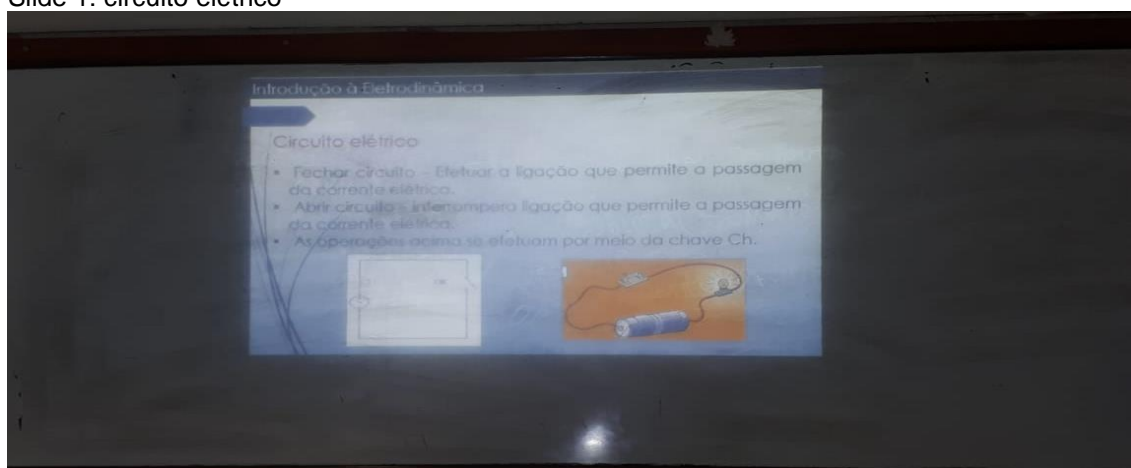 Slide 1: circuito elétrico
Introdução à Eletrodinâmica
Circuito elétrico
• Fechar circuito - Efetuar a ligação que permite a passagem
da corrente elétrica.
• Abrir circuito - interromper a ligação que permite a passagem
da corrente elétrica.
• As operações acima se efetuam por meio da chave Ch.